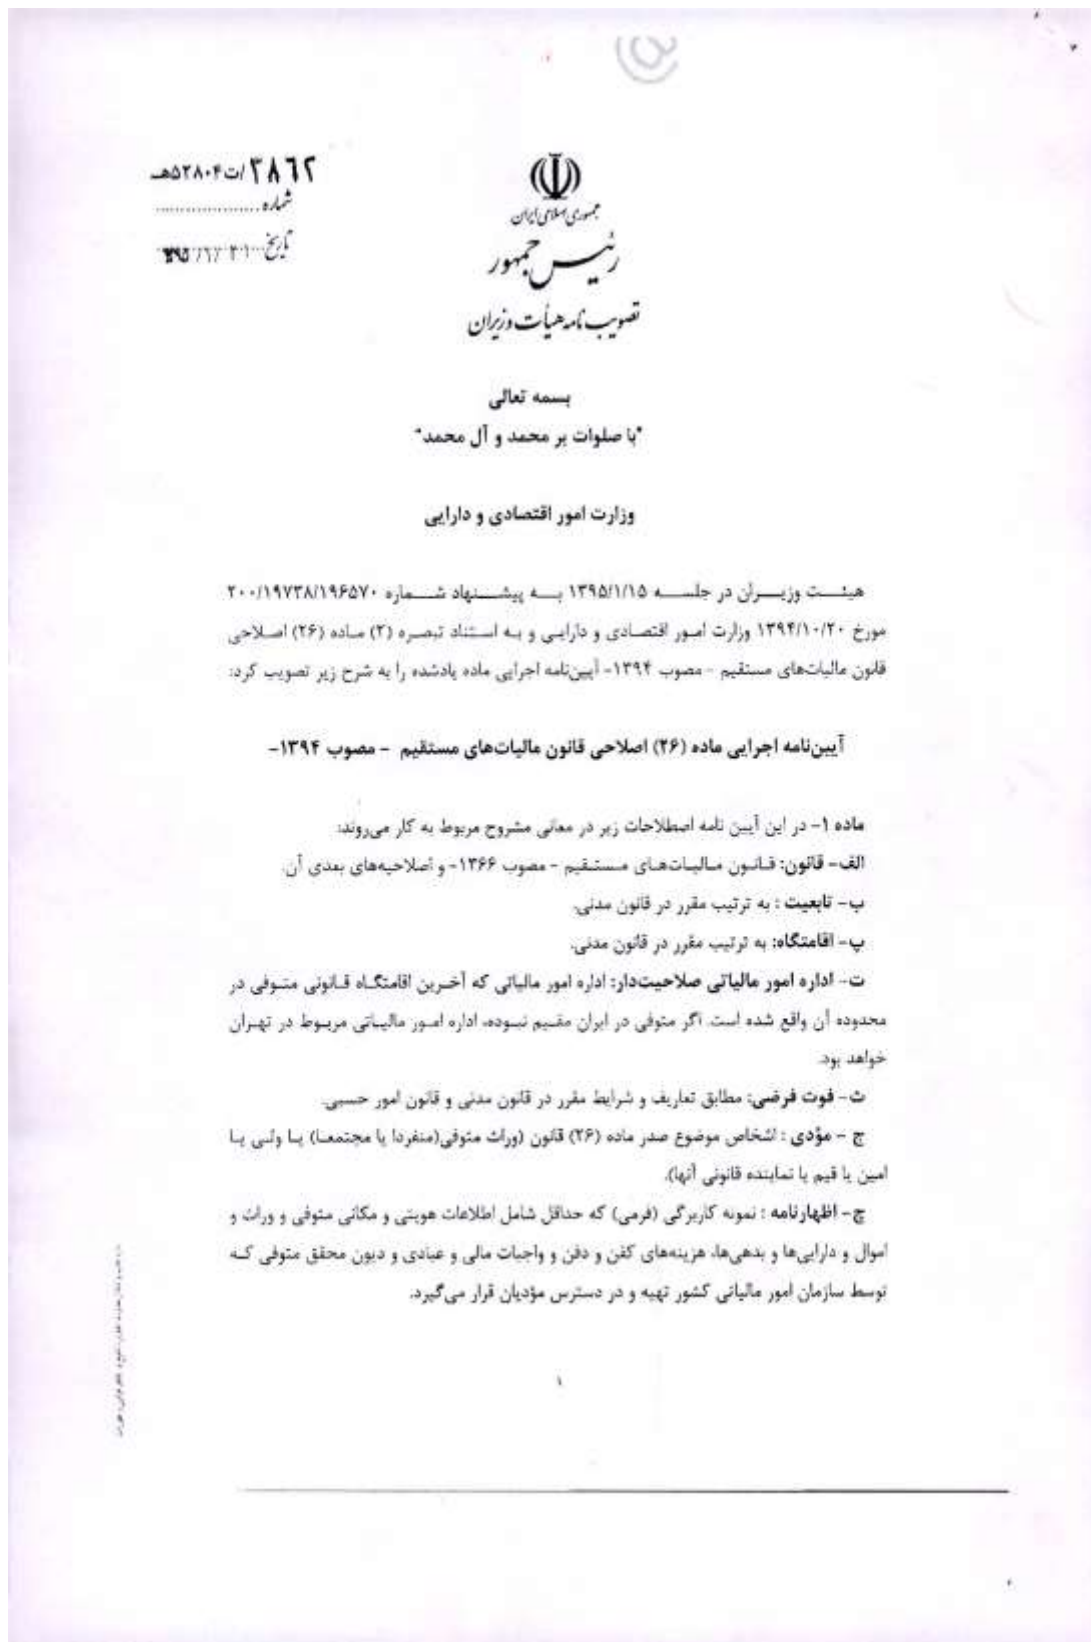 ۳۸۶۲/ت۵۲۸۰۴هـ
شماره
تاریخ
جمهوری اسلامی ایران
رئیس جمهور
تصویب نامه هیأت وزیران
بسمه تعالی
"با صلوات بر محمد و آل محمد"
وزارت امور اقتصادی و دارایی
هیئت وزیران در جلسه ۱۳۹۵/۱/۱۵ به پیشنهاد شماره ۲۰۰/۱۹۷۳۸/۱۹۶۵۷۰
مورخ ۱۳۹۴/۱۰/۲۰ وزارت امور اقتصادی و دارایی و به استناد تبصره (۲) ماده (۲۶) اصلاحی
قانون مالیات‌های مستقیم - مصوب ۱۳۹۴- آیین‌نامه اجرایی ماده یادشده را به شرح زیر تصویب کرد:
آیین‌نامه اجرایی ماده (۲۶) اصلاحی قانون مالیات‌های مستقیم - مصوب ۱۳۹۴-
ماده ۱- در این آیین نامه اصطلاحات زیر در معانی مشروح مربوط به کار می‌روند:
الف- قانون: قانون مالیات‌های مستقیم - مصوب ۱۳۶۶- و اصلاحیه‌های بعدی آن.
ب- تابعیت : به ترتیب مقرر در قانون مدنی.
پ- اقامتگاه: به ترتیب مقرر در قانون مدنی.
ت- اداره امور مالیاتی صلاحیت‌دار: اداره امور مالیاتی که آخرین اقامتگاه قانونی متوفی در
محدوده آن واقع شده است. اگر متوفی در ایران مقیم نبوده، اداره امور مالیاتی مربوط در تهران
خواهد بود.
ث- فوت فرضی: مطابق تعاریف و شرایط مقرر در قانون مدنی و قانون امور حسبی.
ج - مؤدی : اشخاص موضوع صدر ماده (۲۶) قانون (وراث متوفی(منفردا یا مجتمعا) یا ولی یا
امین یا قیم یا نماینده قانونی آنها).
چ- اظهارنامه : نمونه کاربرگی (فرمی) که حداقل شامل اطلاعات هویتی و مکانی متوفی و وراث و
اموال و دارایی‌ها و بدهی‌ها، هزینه‌های کفن و دفن و واجبات مالی و عبادی و دیون محقق متوفی که
توسط سازمان امور مالیاتی کشور تهیه و در دسترس مؤدیان قرار می‌گیرد.
۱